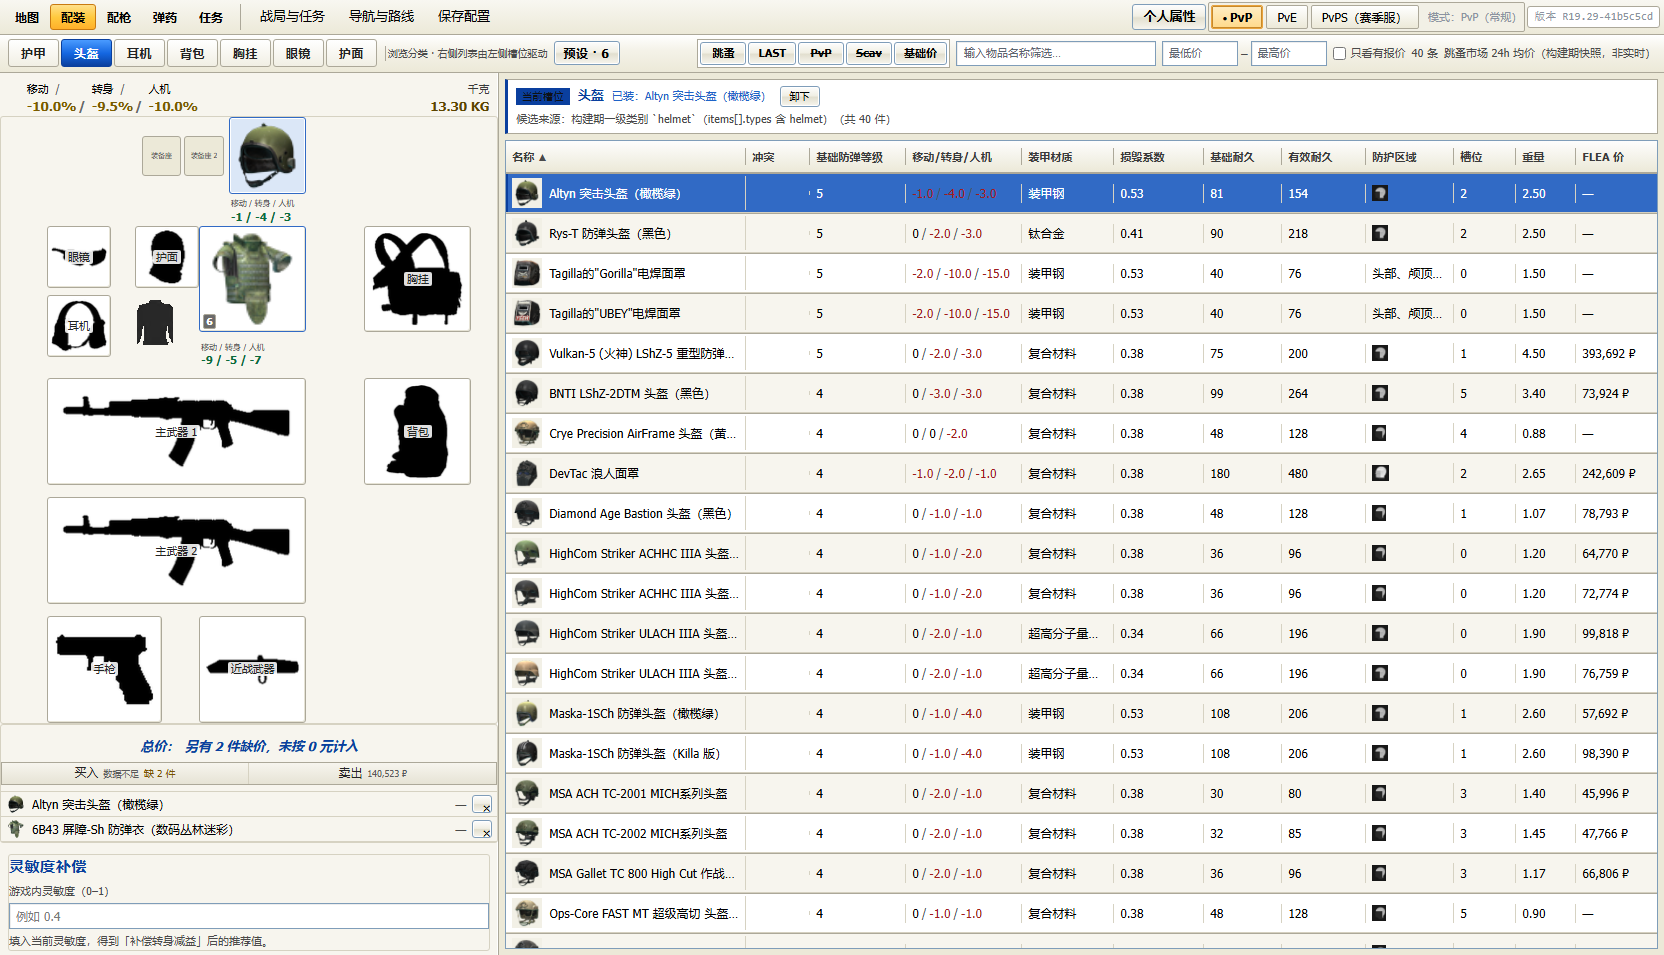 地图 配装 配枪 弹药 任务 战局与任务 导航与路线 保存配置 个人属性 • PvP PvE PvPS（赛季服） 模式：PvP（常规） 版本 R19.29-41b5c5cd
护甲 头盔 耳机 背包 胸挂 眼镜 护面 浏览分类 · 右侧列表由左侧槽位驱动 预设 · 6 跳蚤 LAST PvP Scav 基础价 输入物品名称筛选... 最低价 – 最高价 只看有报价 40 条 跳蚤市场 24h 均价（构建期快照，非实时）
移动 / 转身 / 人机 千克
-10.0% / -9.5% / -10.0% 13.30 KG
装备座 装备座 2
移动 / 转身 / 人机
-1 / -4 / -3
眼镜 护面 胸挂
耳机 6
移动 / 转身 / 人机
-9 / -5 / -7
主武器 1 背包
主武器 2
手枪 近战武器
总价： 另有 2 件缺价，未按 0 元计入
买入 数据不足 缺 2 件 卖出 140,523 ₽
Altyn 突击头盔（橄榄绿） — ×
6B43 屏障-Sh 防弹衣（数码丛林迷彩） — ×
灵敏度补偿
游戏内灵敏度（0–1）
例如 0.4
填入当前灵敏度，得到「补偿转身减益」后的推荐值。
当前槽位 头盔 已装：Altyn 突击头盔（橄榄绿） 卸下
候选来源：构建期一级类别 `helmet`（items[].types 含 helmet）（共 40 件）
名称 ▲ 冲突 基础防弹等级 移动/转身/人机 装甲材质 损毁系数 基础耐久 有效耐久 防护区域 槽位 重量 FLEA 价
Altyn 突击头盔（橄榄绿） 5 -1.0 / -4.0 / -3.0 装甲钢 0.53 81 154 2 2.50 —
Rys-T 防弹头盔（黑色） 5 0 / -2.0 / -3.0 钛合金 0.41 90 218 2 2.50 —
Tagilla的"Gorilla"电焊面罩 5 -2.0 / -10.0 / -15.0 装甲钢 0.53 40 76 头部、颅顶... 0 1.50 —
Tagilla的"UBEY"电焊面罩 5 -2.0 / -10.0 / -15.0 装甲钢 0.53 40 76 头部、颅顶... 0 1.50 —
Vulkan-5 (火神) LShZ-5 重型防弹... 5 0 / -2.0 / -3.0 复合材料 0.38 75 200 1 4.50 393,692 ₽
BNTI LShZ-2DTM 头盔（黑色） 4 0 / -3.0 / -3.0 复合材料 0.38 99 264 5 3.40 73,924 ₽
Crye Precision AirFrame 头盔（黄... 4 0 / 0 / -2.0 复合材料 0.38 48 128 4 0.88 —
DevTac 浪人面罩 4 -1.0 / -2.0 / -1.0 复合材料 0.38 180 480 2 2.65 242,609 ₽
Diamond Age Bastion 头盔（黑色） 4 0 / -1.0 / -1.0 复合材料 0.38 48 128 1 1.07 78,793 ₽
HighCom Striker ACHHC IIIA 头盔... 4 0 / -1.0 / -2.0 复合材料 0.38 36 96 0 1.20 64,770 ₽
HighCom Striker ACHHC IIIA 头盔... 4 0 / -1.0 / -2.0 复合材料 0.38 36 96 0 1.20 72,774 ₽
HighCom Striker ULACH IIIA 头盔... 4 0 / -2.0 / -1.0 超高分子量... 0.34 66 196 0 1.90 99,818 ₽
HighCom Striker ULACH IIIA 头盔... 4 0 / -2.0 / -1.0 超高分子量... 0.34 66 196 0 1.90 76,759 ₽
Maska-1SCh 防弹头盔（橄榄绿） 4 0 / -1.0 / -4.0 装甲钢 0.53 108 206 1 2.60 57,692 ₽
Maska-1SCh 防弹头盔（Killa 版） 4 0 / -1.0 / -4.0 装甲钢 0.53 108 206 1 2.60 98,390 ₽
MSA ACH TC-2001 MICH系列头盔 4 0 / -2.0 / -1.0 复合材料 0.38 30 80 3 1.40 45,996 ₽
MSA ACH TC-2002 MICH系列头盔 4 0 / -2.0 / -1.0 复合材料 0.38 32 85 3 1.45 47,766 ₽
MSA Gallet TC 800 High Cut 作战... 4 0 / -2.0 / -1.0 复合材料 0.38 36 96 3 1.17 66,806 ₽
Ops-Core FAST MT 超级高切 头盔... 4 0 / -1.0 / -1.0 复合材料 0.38 48 128 5 0.90 —